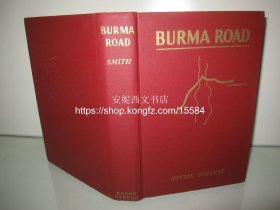 BURMA
ROAD
SMITH
BURMA ROAD
安妮西文书店
https://shop.kongfz.com/15584
NICOL SMITH